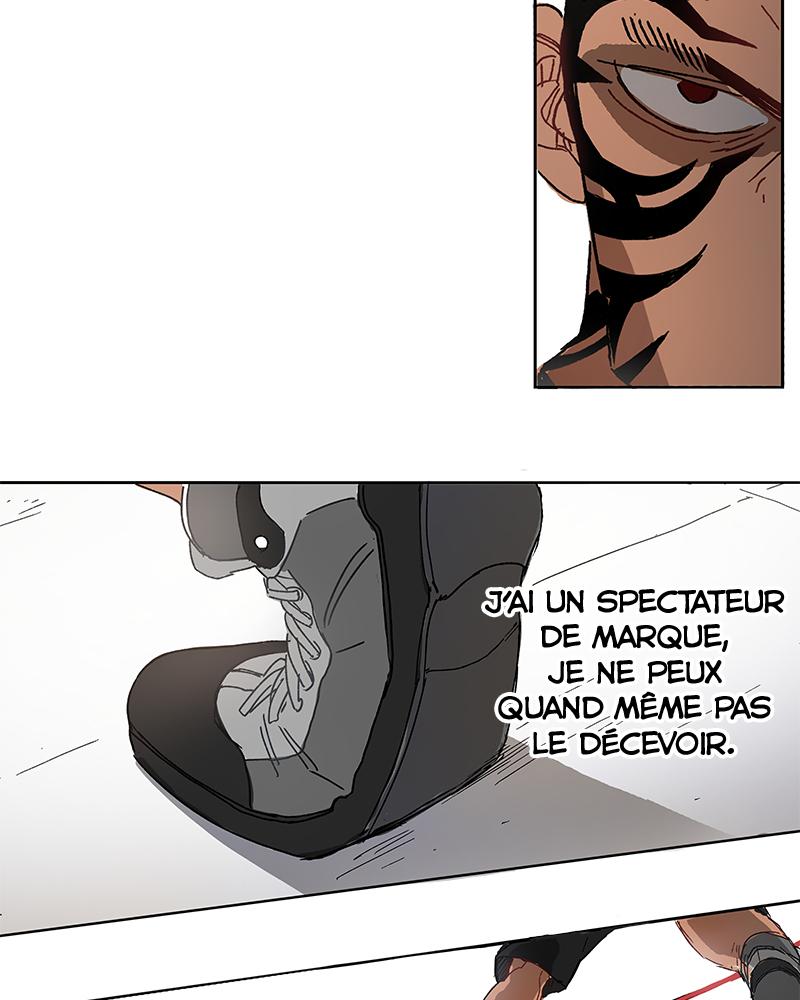 J'AI UN SPECTATEUR
DE MARQUE,
JE NE PEUX
QUAND MÊME PAS
LE DÉCEVOIR.